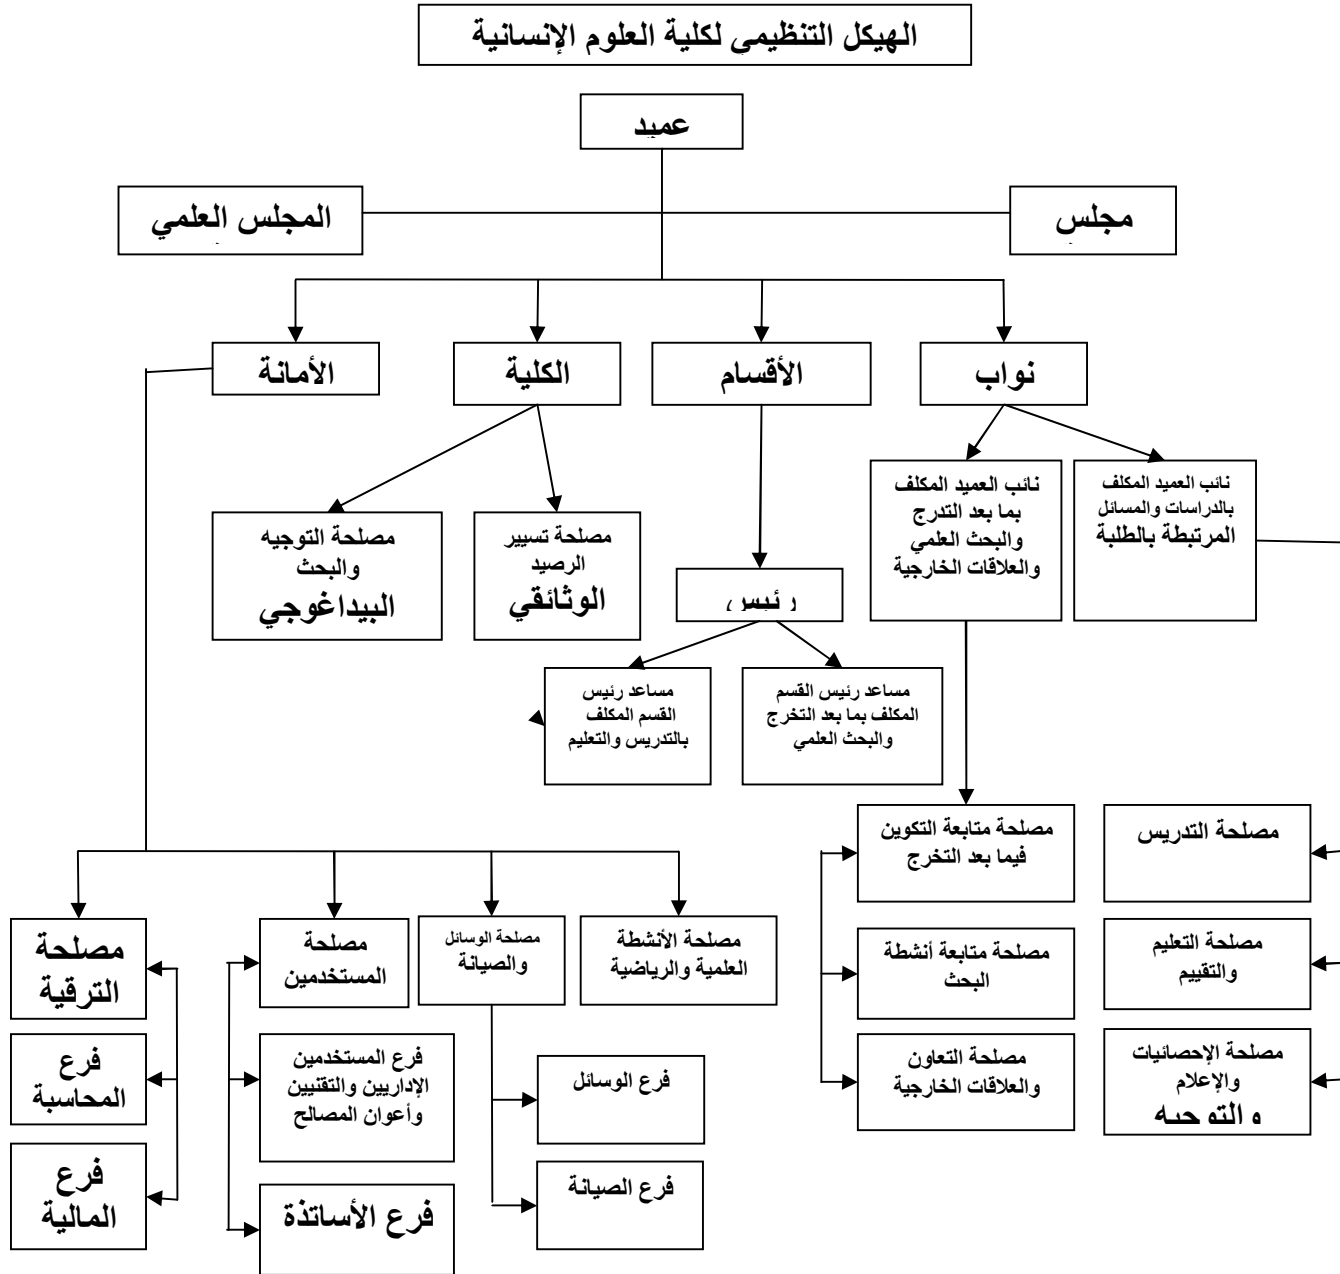 الهيكل التنظيمي لكلية العلوم الإنسانية
عميد
مجلس
المجلس العلمي
نواب
الأقسام
الكلية
الأمانة
نائب العميد المكلف
بالدراسات والمسائل
المرتبطة بالطلبة
نائب العميد المكلف
بما بعد التدرج
والبحث العلمي
والعلاقات الخارجية
مصلحة تسيير
الرصيد
الوثائقي
مصلحة التوجيه
والبحث
البيداغوجي
رئيس
مساعد رئيس القسم
المكلف بما بعد التخرج
والبحث العلمي
مساعد رئيس
القسم المكلف
بالتدريس والتعليم
مصلحة التدريس
مصلحة متابعة التكوين
فيما بعد التخرج
مصلحة الأنشطة
العلمية والرياضية
مصلحة الوسائل
والصيانة
مصلحة
المستخدمين
مصلحة
الترقية
مصلحة التعليم
والتقييم
مصلحة متابعة أنشطة
البحث
مصلحة الإحصائيات
والإعلام
والتوجيه
مصلحة التعاون
والعلاقات الخارجية
فرع الوسائل
فرع المستخدمين
الإداريين والتقنيين
وأعوان المصالح
فرع
المحاسبة
فرع الصيانة
فرع الأساتذة
فرع
المالية